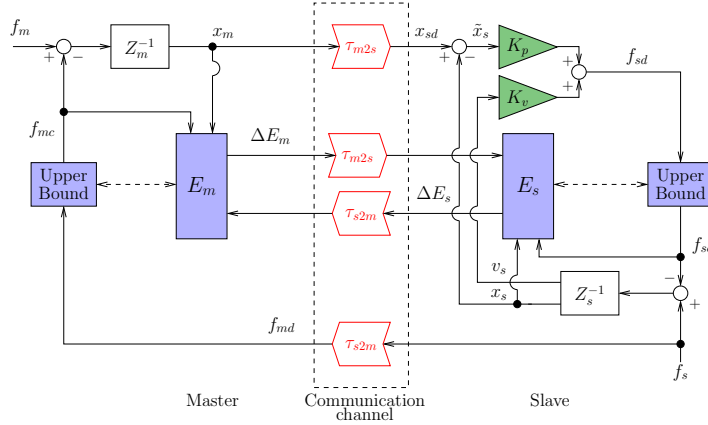 f_m
+
−
Z_m^{-1}
x_m
τ_{m2s}
x_{sd}
+
−
x̃_s
K_p
+
+
f_{sd}
K_v
f_{mc}
ΔE_m
τ_{m2s}
Upper
Bound
E_m
E_s
Upper
Bound
ΔE_s
τ_{s2m}
v_s
x_s
Z_s^{-1}
−
+
f_{md}
τ_{s2m}
f_s
Master
Communication
channel
Slave